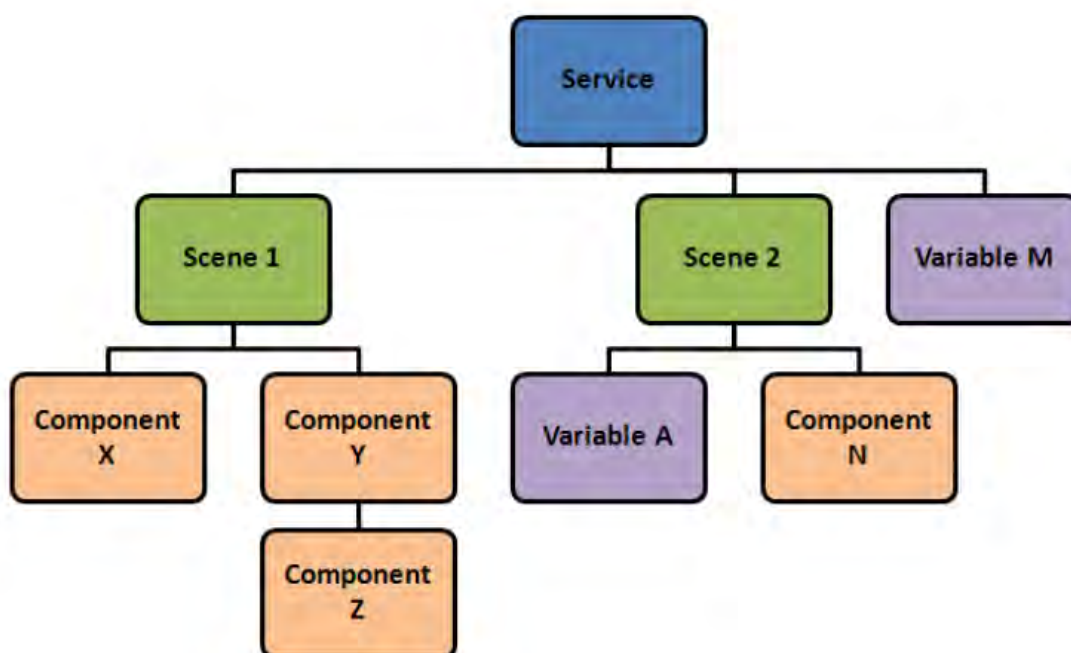 Service
Scene 1
Scene 2
Variable M
Component
X
Component
Y
Variable A
Component
N
Component
Z